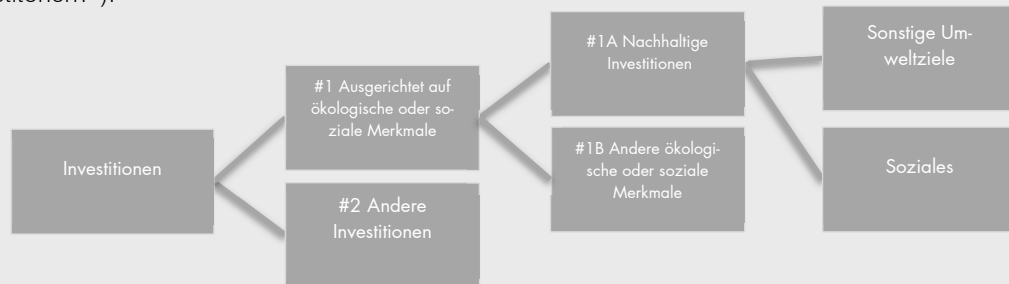 Investitionen
#1 Ausgerichtet auf
ökologische oder so-
ziale Merkmale
#2 Andere
Investitionen
#1A Nachhaltige
Investitionen
#1B Andere ökologi-
sche oder soziale
Merkmale
Sonstige Um-
weltziele
Soziales